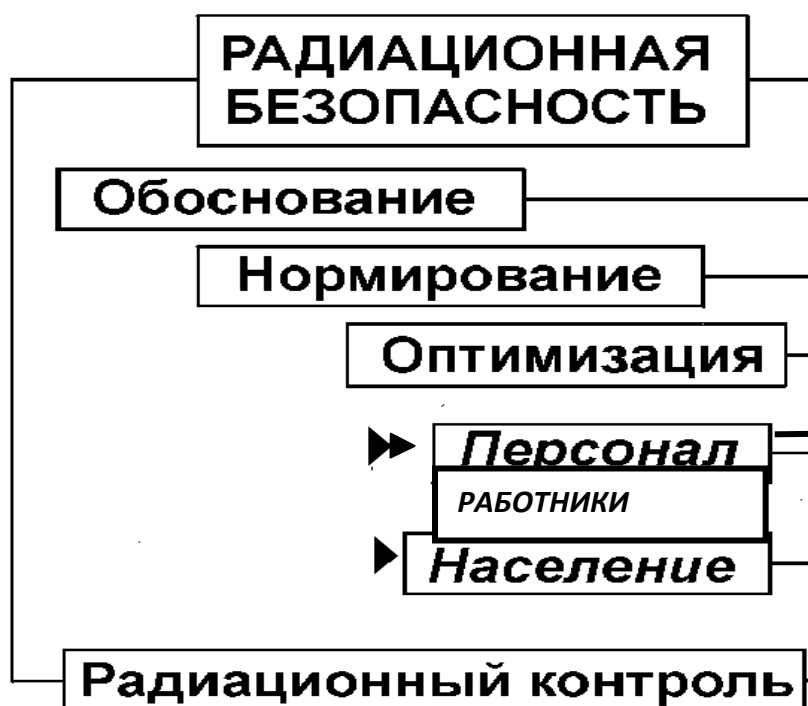 РАДИАЦИОННАЯ
БЕЗОПАСНОСТЬ
Обоснование
Нормирование
Оптимизация
Персонал
РАБОТНИКИ
Население
Радиационный контроль